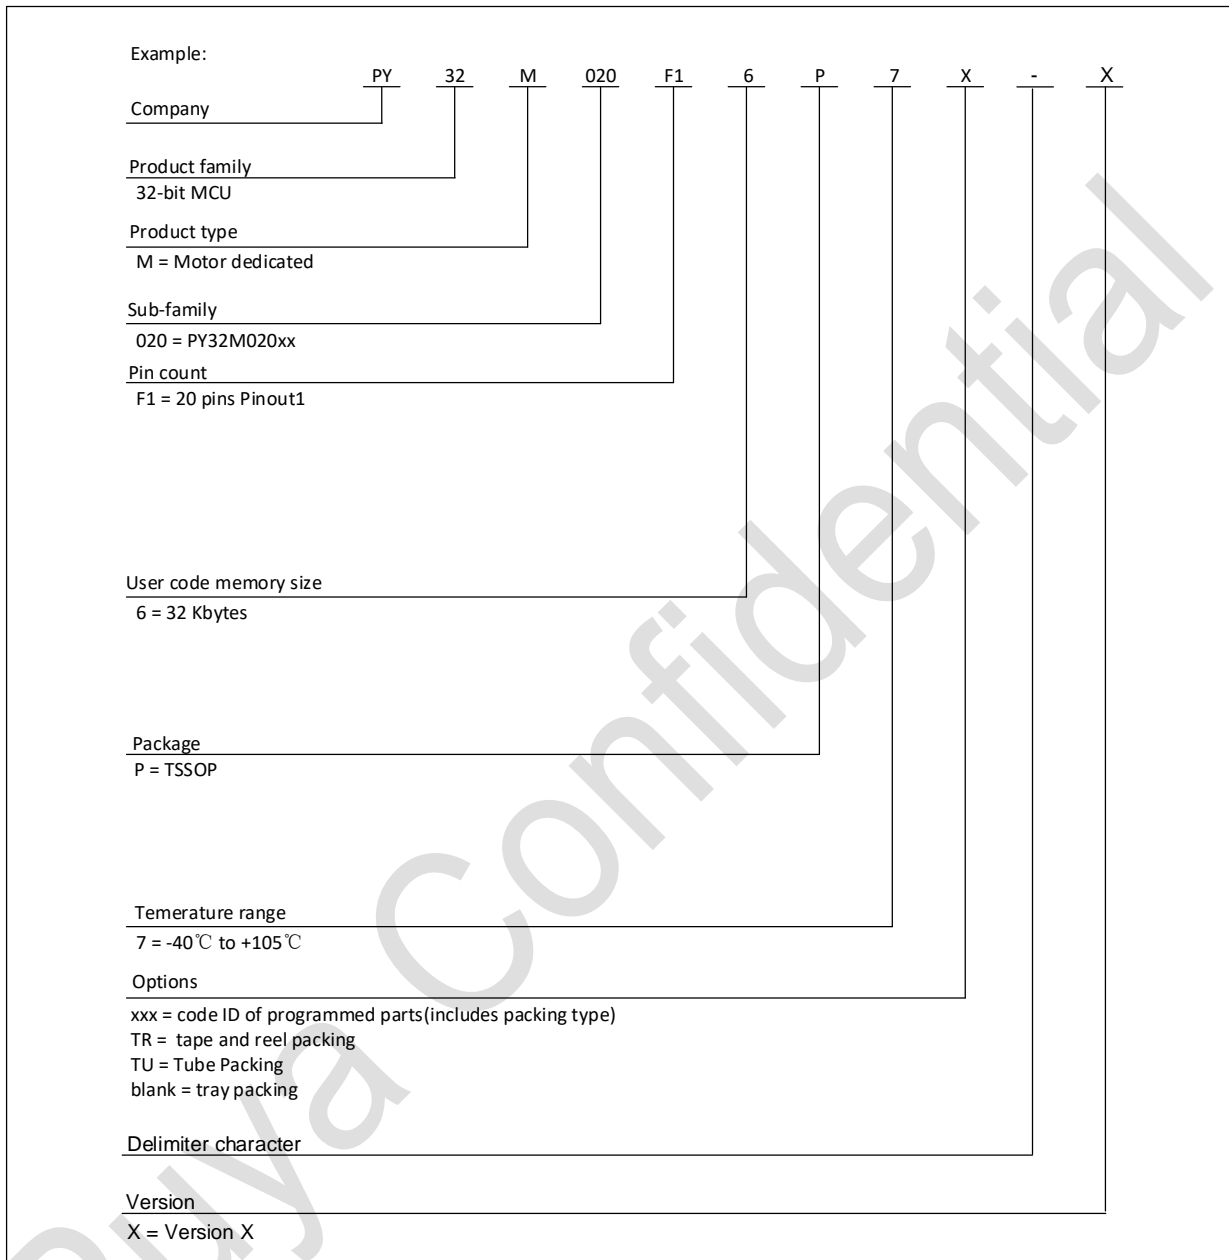 Example:
PY 32 M 020 F1 6 P 7 X - X
Company
Product family
32-bit MCU
Product type
M = Motor dedicated
Sub-family
020 = PY32M020xx
Pin count
F1 = 20 pins Pinout1
User code memory size
6 = 32 Kbytes
Package
P = TSSOP
Temerature range
7 = -40℃ to +105℃
Options
xxx = code ID of programmed parts(includes packing type)
TR = tape and reel packing
TU = Tube Packing
blank = tray packing
Delimiter character
Version
X = Version X
Puya Confidential